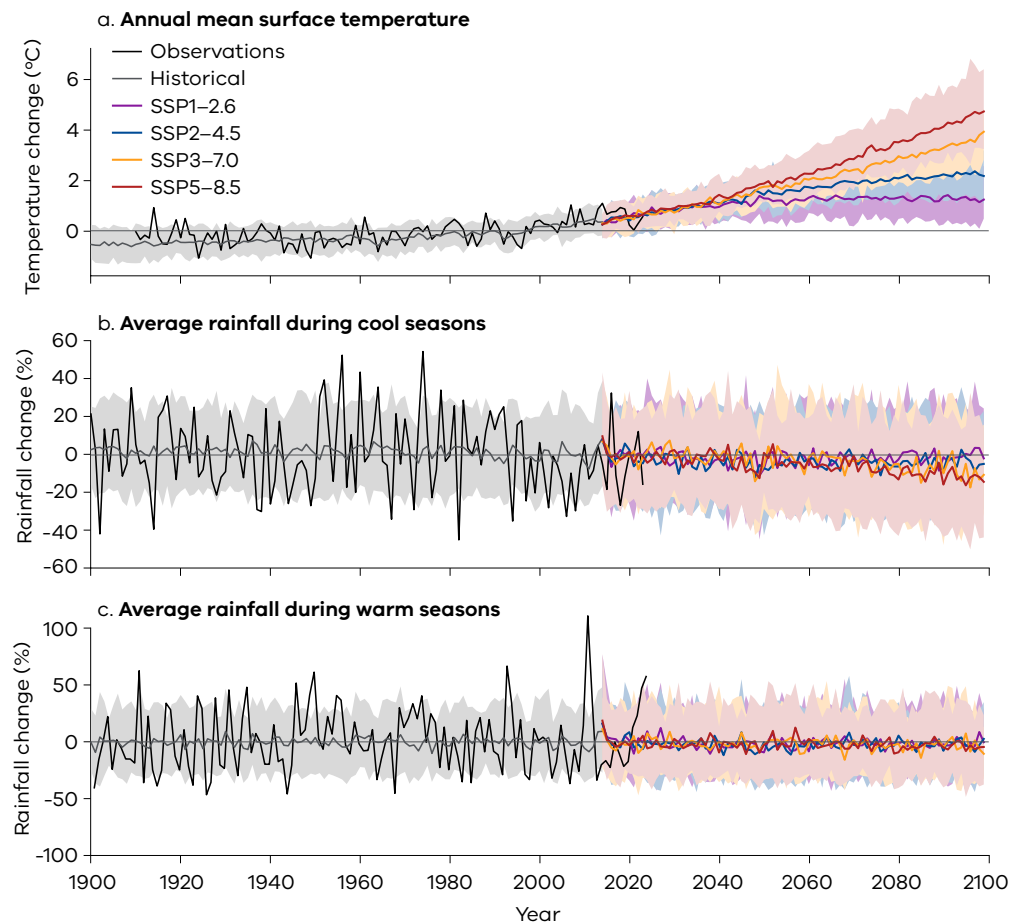 a. Annual mean surface temperature
Temperature change (°C)
6
4
2
0
Observations
Historical
SSP1–2.6
SSP2–4.5
SSP3–7.0
SSP5–8.5
b. Average rainfall during cool seasons
Rainfall change (%)
60
40
20
0
-20
-40
-60
c. Average rainfall during warm seasons
Rainfall change (%)
100
50
0
-50
-100
1900 1920 1940 1960 1980 2000 2020 2040 2060 2080 2100
Year